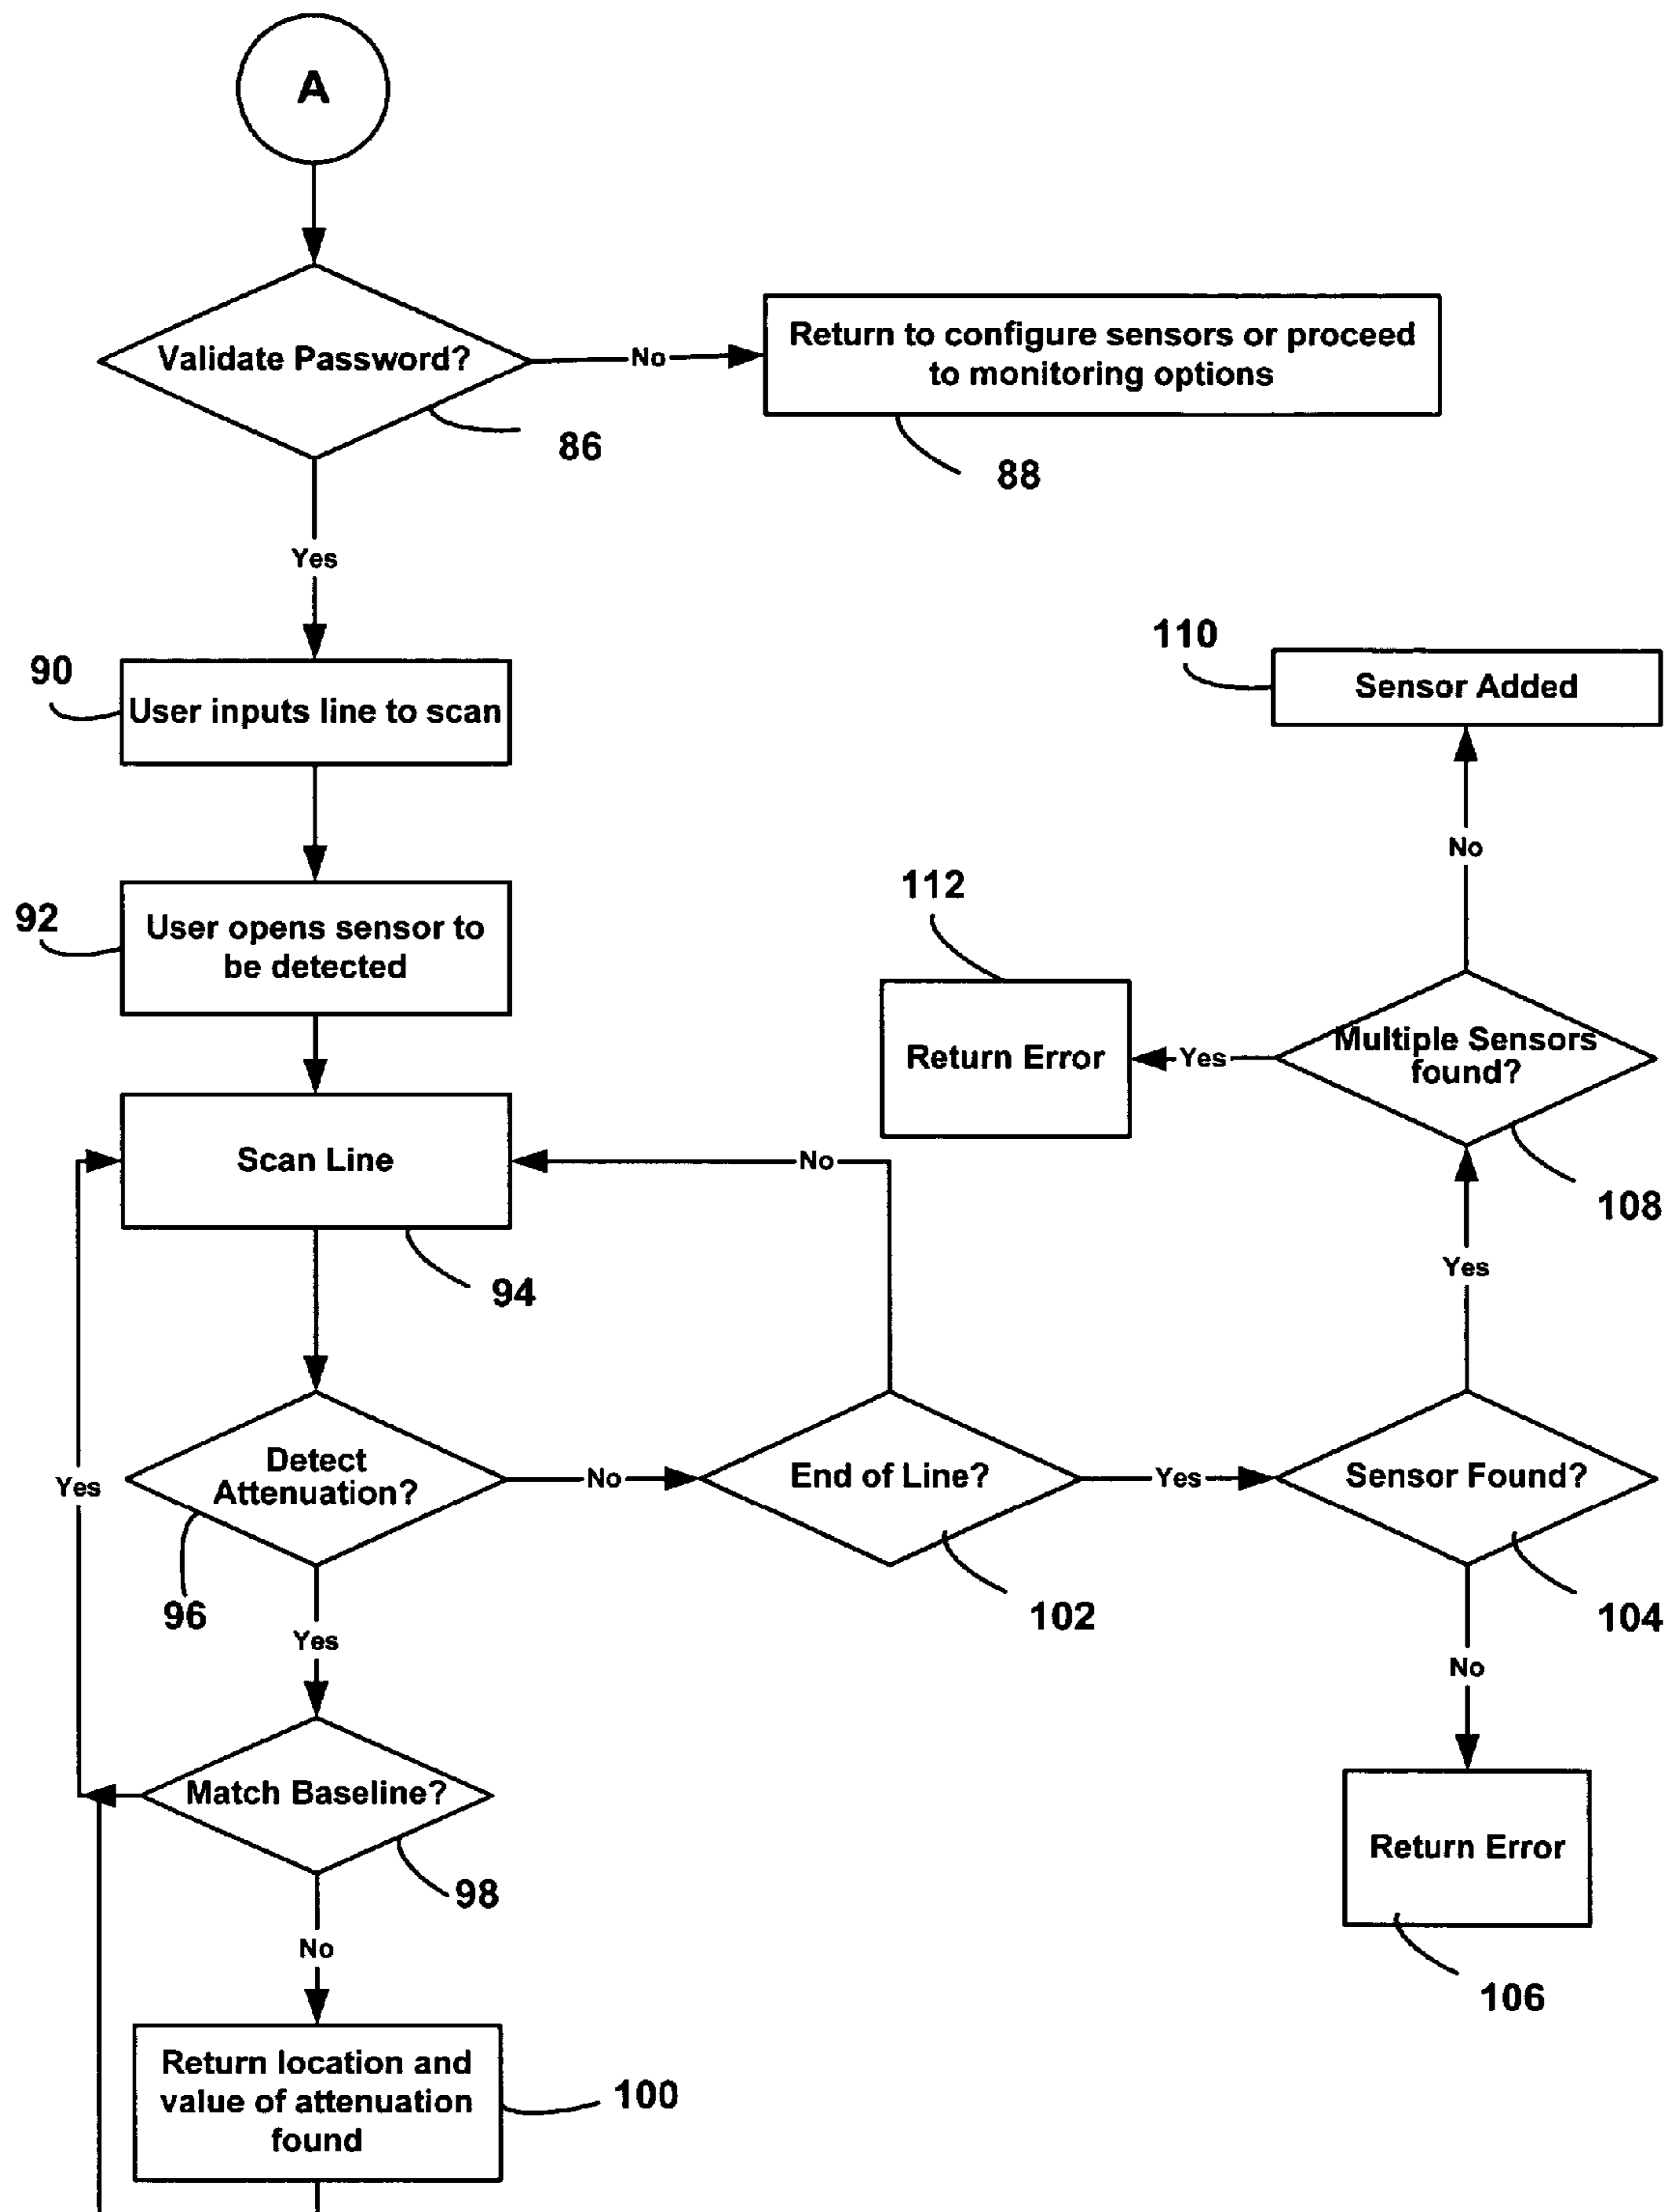 A
Validate Password?
No
Return to configure sensors or proceed
to monitoring options
86
88
Yes
90
User inputs line to scan
110
Sensor Added
No
92
User opens sensor to
be detected
112
Return Error
Yes
Multiple Sensors
found?
108
Scan Line
No
94
Yes
Detect
Attenuation?
No
End of Line?
Yes
Sensor Found?
Yes
96
102
104
Yes
No
Match Baseline?
98
Return Error
106
No
Return location and
value of attenuation
found
100